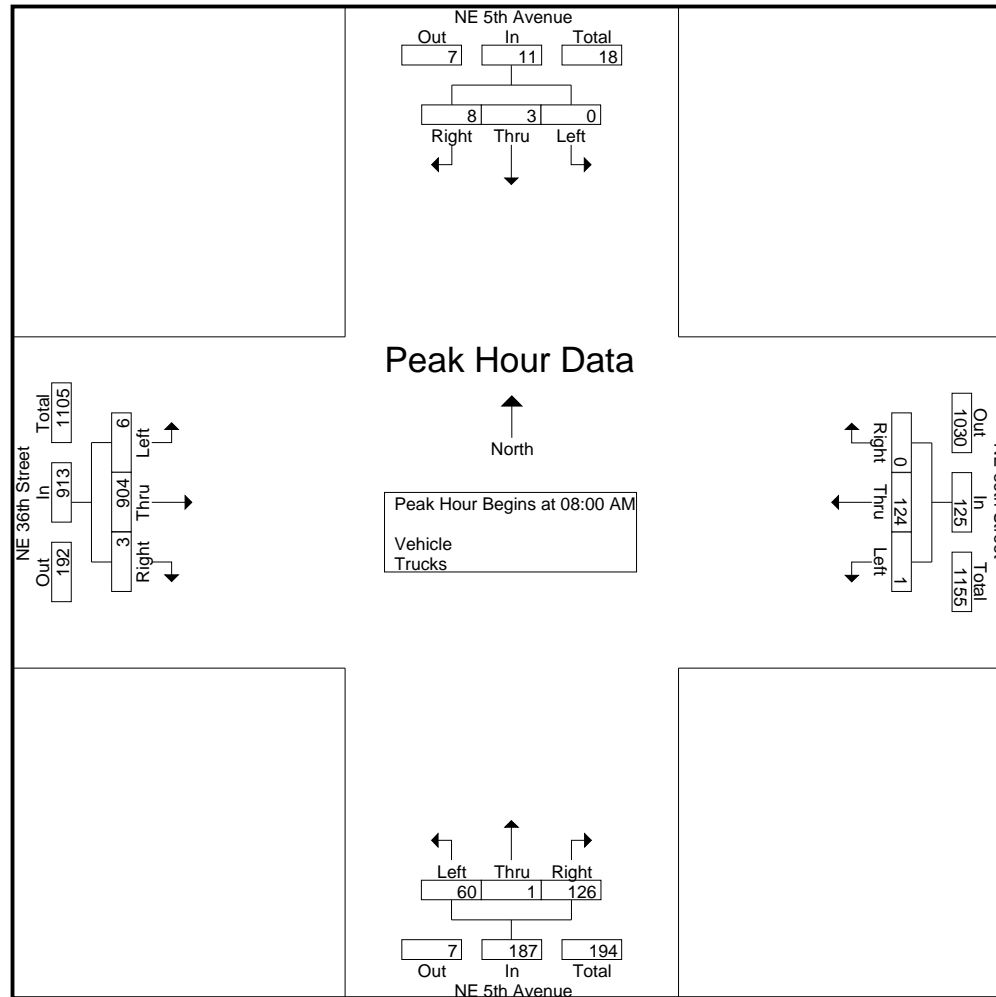 NE 5th Avenue
Out In Total
7 11 18
8 3 0
Right Thru Left
Peak Hour Data
North
Peak Hour Begins at 08:00 AM
Vehicle
Trucks
NE 36th Street
Out In Total
192 913 1105
3 904 6
Right Thru Left
Out In Total
1030 125 1155
0 124 1
Right Thru Left
Left Thru Right
60 1 126
7 187 194
Out In Total
NE 5th Avenue